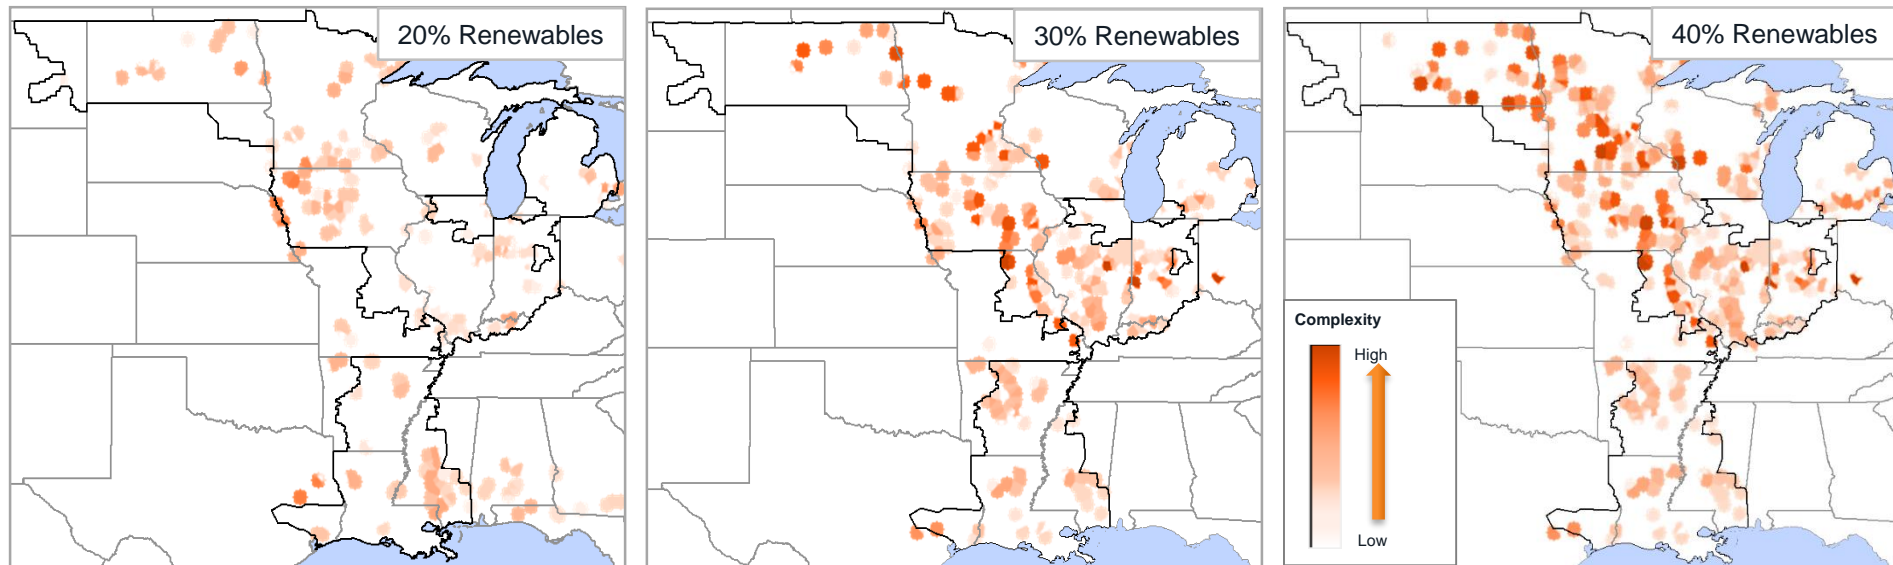 20% Renewables
30% Renewables
40% Renewables
Complexity
High
Low